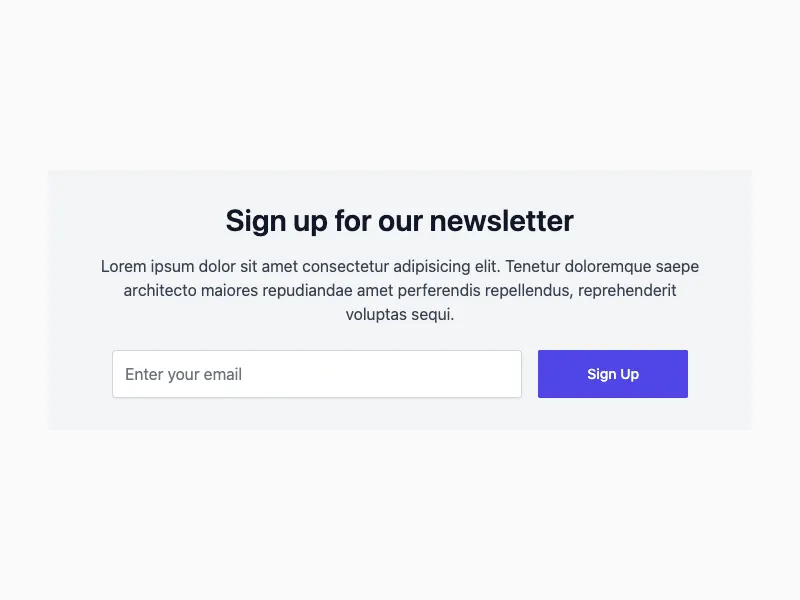 Sign up for our newsletter
Lorem ipsum dolor sit amet consectetur adipisicing elit. Tenetur doloremque saepe
architecto maiores repudiandae amet perferendis repellendus, reprehenderit
voluptas sequi.
Enter your email
Sign Up